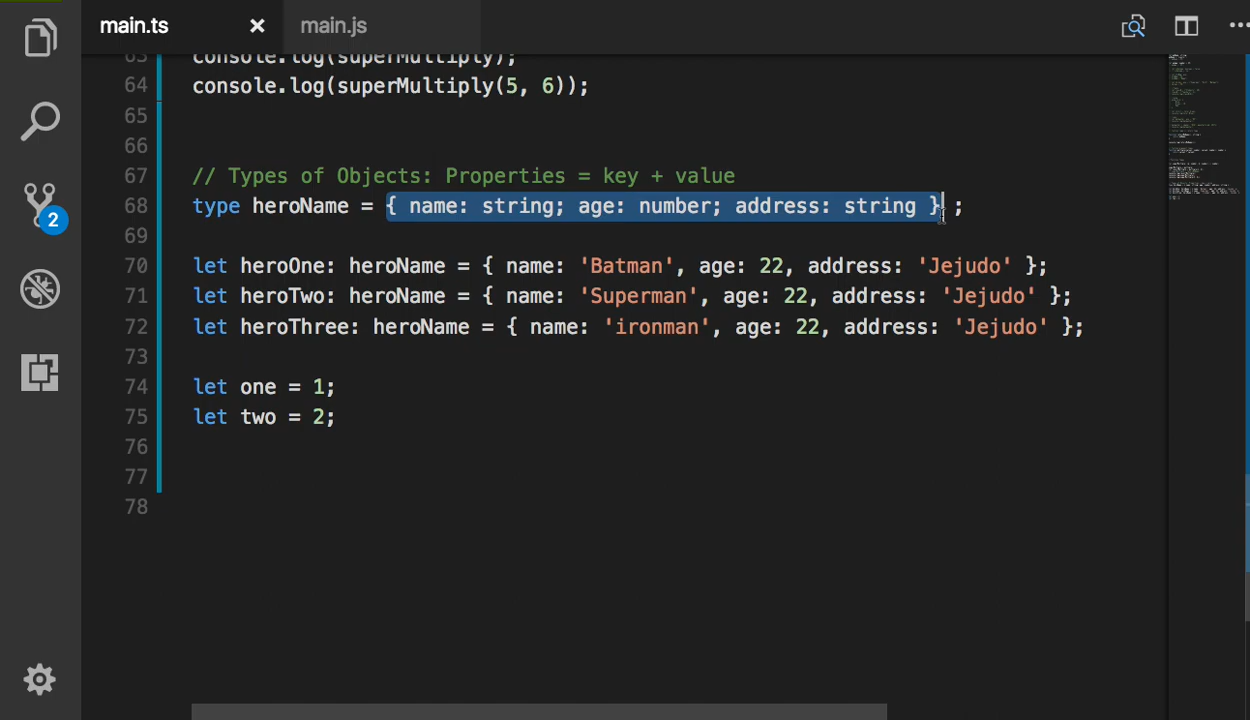 main.ts
main.js
63 console.log(superMultiply);
64 console.log(superMultiply(5, 6));
65
66
67 // Types of Objects: Properties = key + value
68 type heroName = { name: string; age: number; address: string } ;
69
70 let heroOne: heroName = { name: 'Batman', age: 22, address: 'Jejudo' };
71 let heroTwo: heroName = { name: 'Superman', age: 22, address: 'Jejudo' };
72 let heroThree: heroName = { name: 'ironman', age: 22, address: 'Jejudo' };
73
74 let one = 1;
75 let two = 2;
76
77
78
2